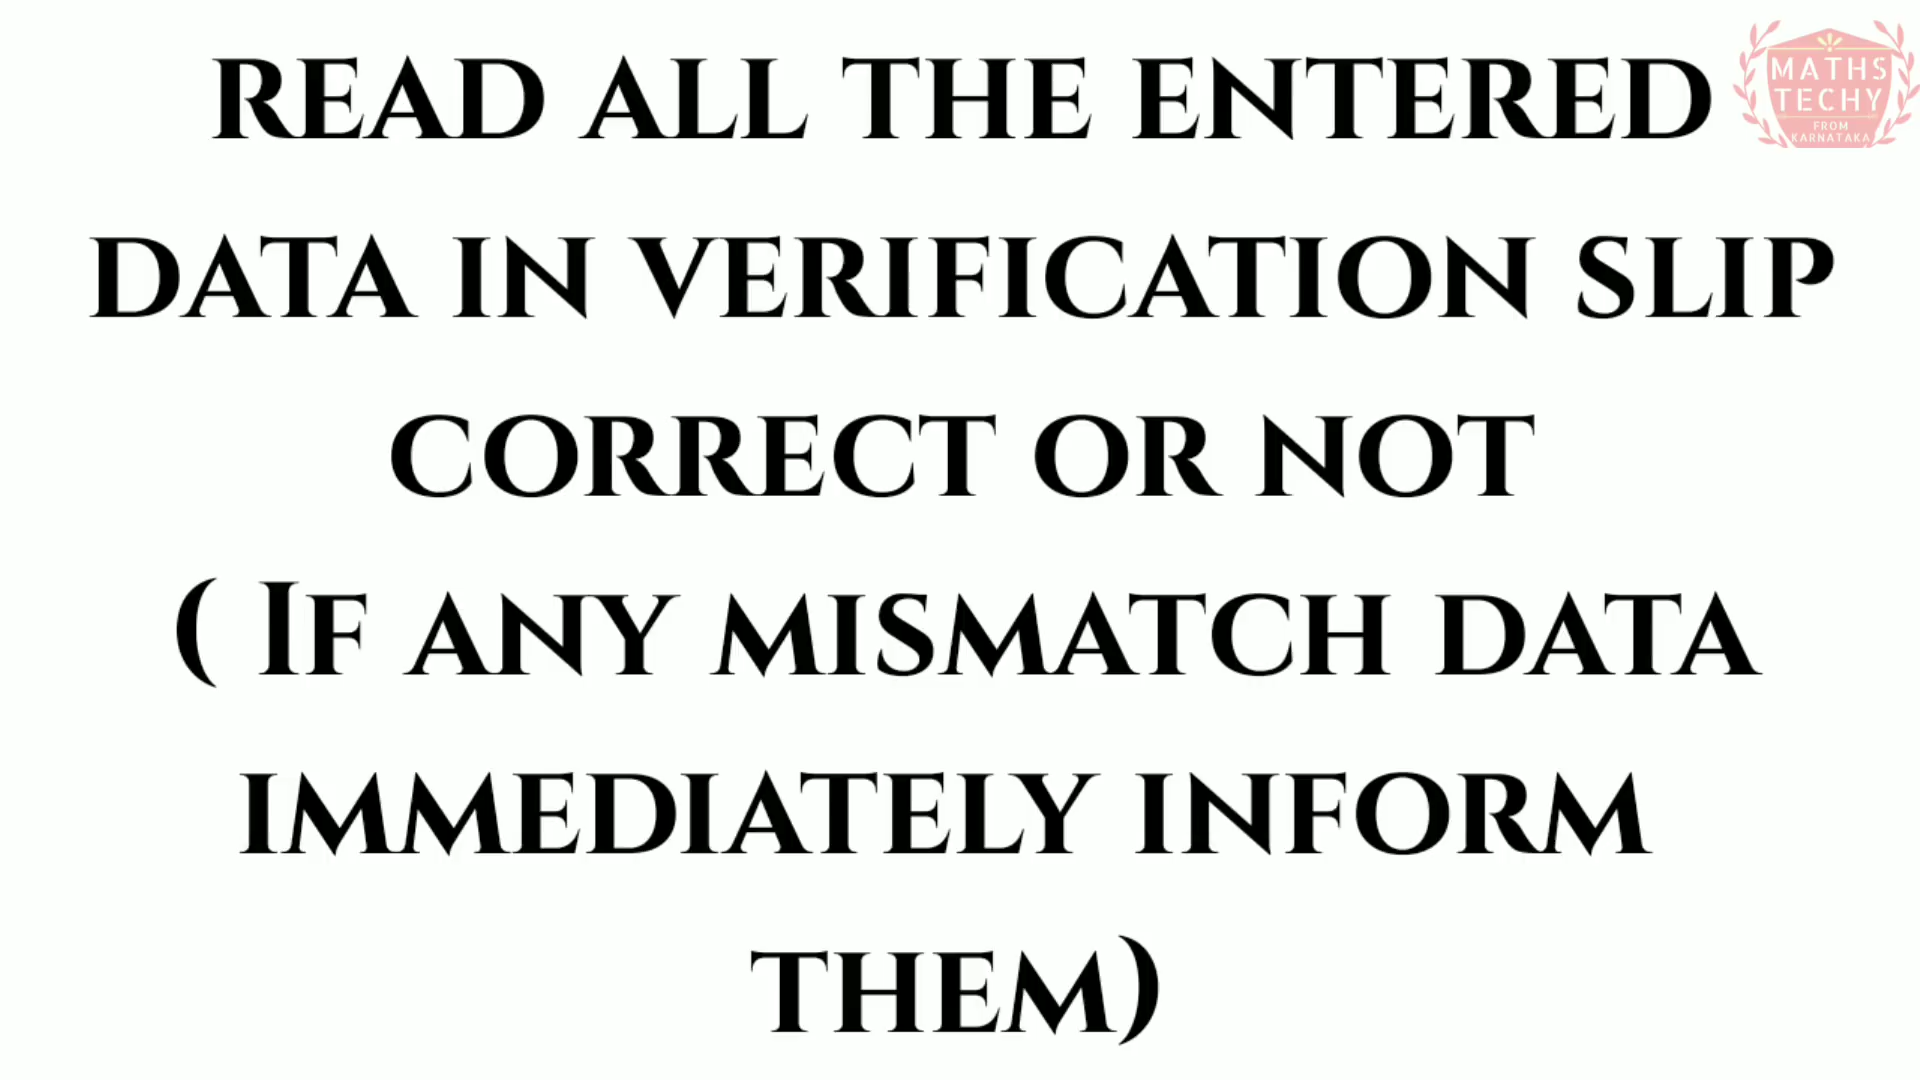 READ ALL THE ENTERED
DATA IN VERIFICATION SLIP
CORRECT OR NOT
( IF ANY MISMATCH DATA
IMMEDIATELY INFORM
THEM)
MATHS
TECHY
FROM
KARNATAKA